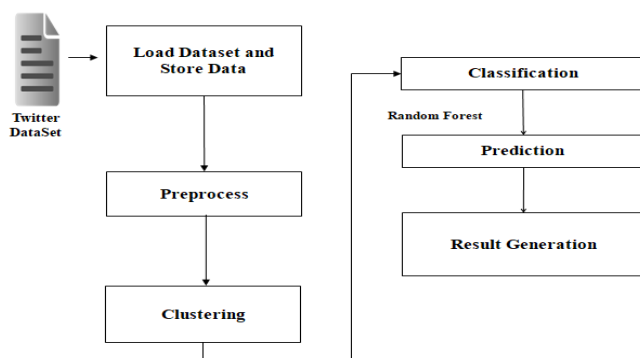 Twitter
DataSet
Load Dataset and
Store Data
Preprocess
Clustering
Classification
Random Forest
Prediction
Result Generation